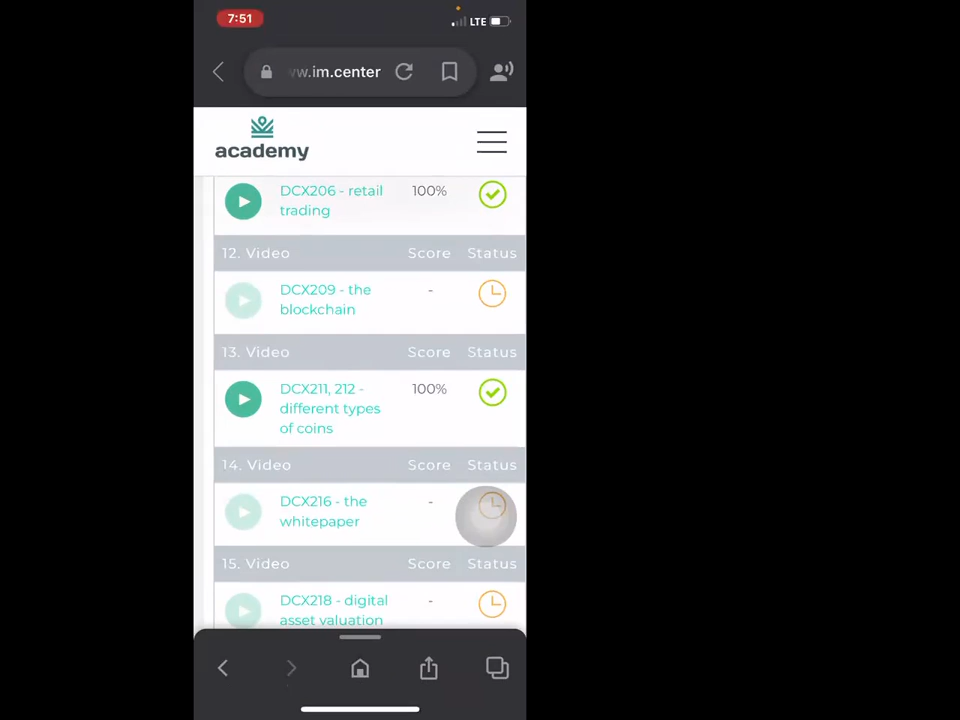 7:51
LTE
w.im.center
academy
DCX206 - retail trading 100%
12. Video Score Status
DCX209 - the blockchain -
13. Video Score Status
DCX211, 212 - different types of coins 100%
14. Video Score Status
DCX216 - the whitepaper -
15. Video Score Status
DCX218 - digital asset valuation -